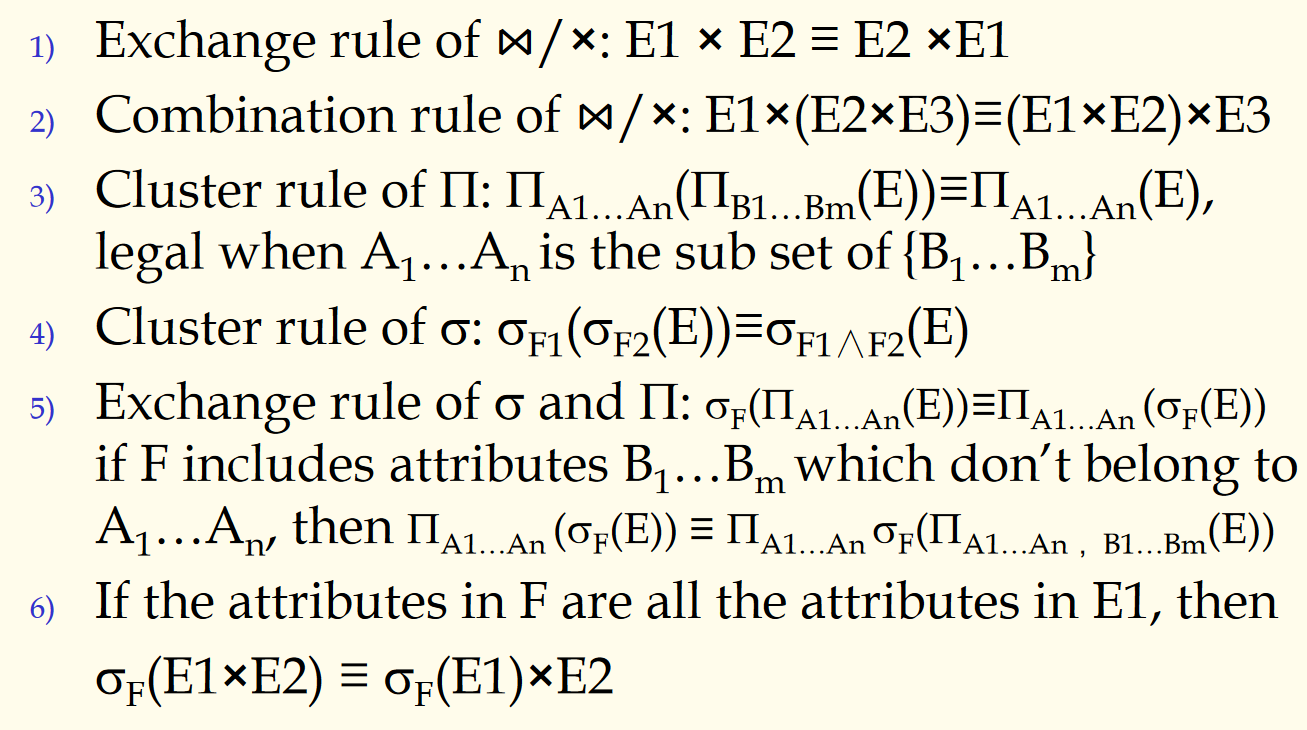 1) Exchange rule of ⋈/×: E1 × E2 ≡ E2 ×E1
2) Combination rule of ⋈/×: E1×(E2×E3)≡(E1×E2)×E3
3) Cluster rule of Π: Π_A1…An(Π_B1…Bm(E))≡Π_A1…An(E),
legal when A₁…Aₙ is the sub set of {B₁…Bₘ}
4) Cluster rule of σ: σ_F1(σ_F2(E))≡σ_F1∧F2(E)
5) Exchange rule of σ and Π: σ_F(Π_A1…An(E))≡Π_A1…An (σ_F(E))
if F includes attributes B₁…Bₘ which don't belong to
A₁…Aₙ, then Π_A1…An (σ_F(E)) ≡ Π_A1…An σ_F(Π_A1…An , B1…Bm(E))
6) If the attributes in F are all the attributes in E1, then
σ_F(E1×E2) ≡ σ_F(E1)×E2